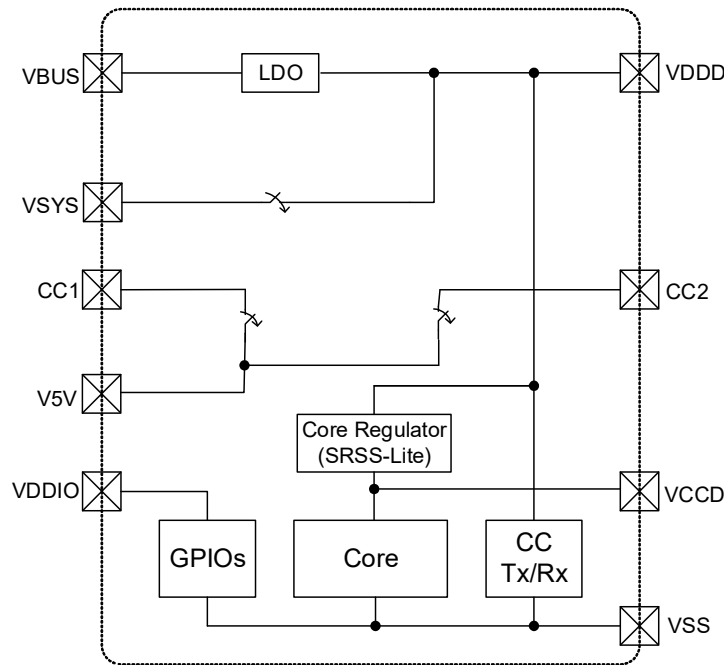 VBUS
LDO
VDDD
VSYS
CC1
CC2
V5V
Core Regulator
(SRSS-Lite)
VDDIO
VCCD
GPIOs
Core
CC
Tx/Rx
VSS